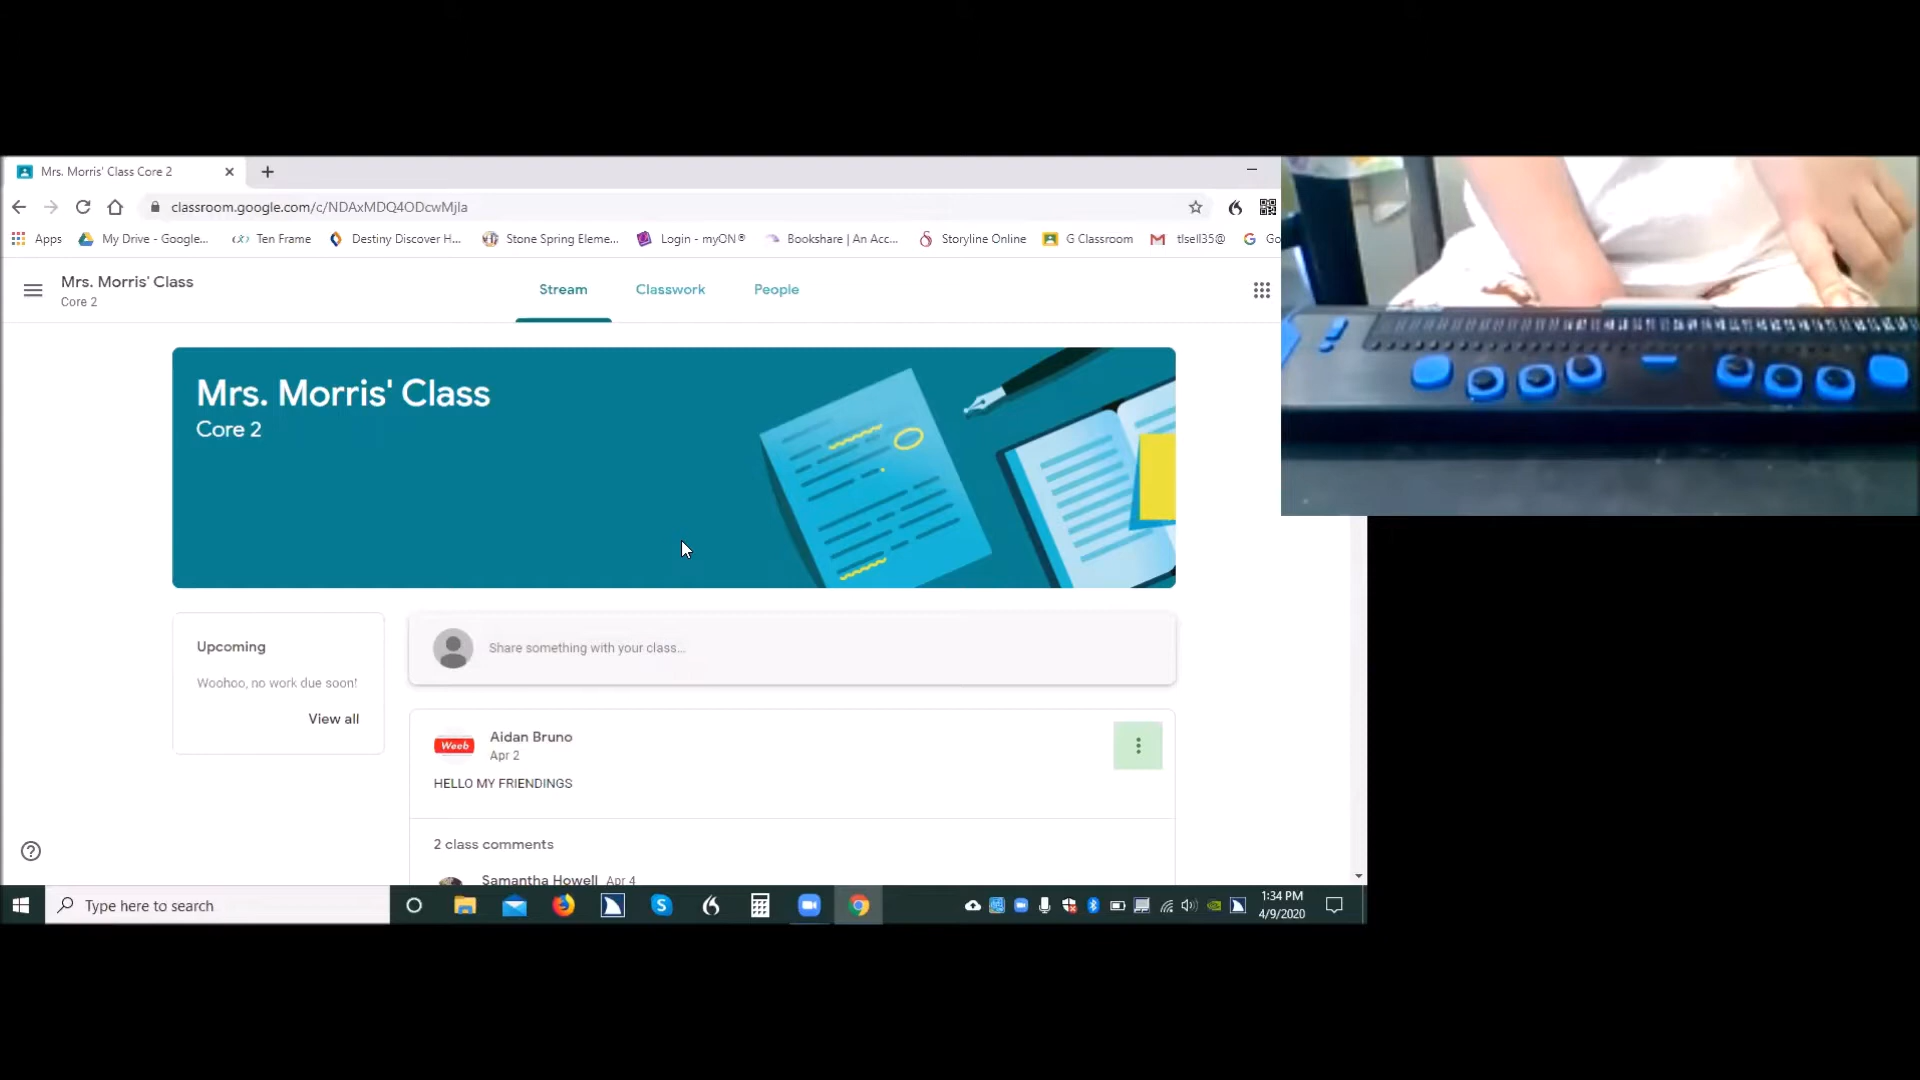 Mrs. Morris' Class Core 2
classroom.google.com/c/NDAxMDQ4ODcwMjla
Apps
My Drive - Google...
Ten Frame
Destiny Discover H...
Stone Spring Eleme...
Login - myON®
Bookshare | An Acc...
Storyline Online
G Classroom
tlsell35@
Go
Mrs. Morris' Class
Core 2
Stream
Classwork
People
Mrs. Morris' Class
Core 2
Upcoming
Woohoo, no work due soon!
View all
Share something with your class...
Weeb
Aidan Bruno
Apr 2
HELLO MY FRIENDINGS
2 class comments
Samantha Howell Apr 4
Type here to search
1:34 PM
4/9/2020